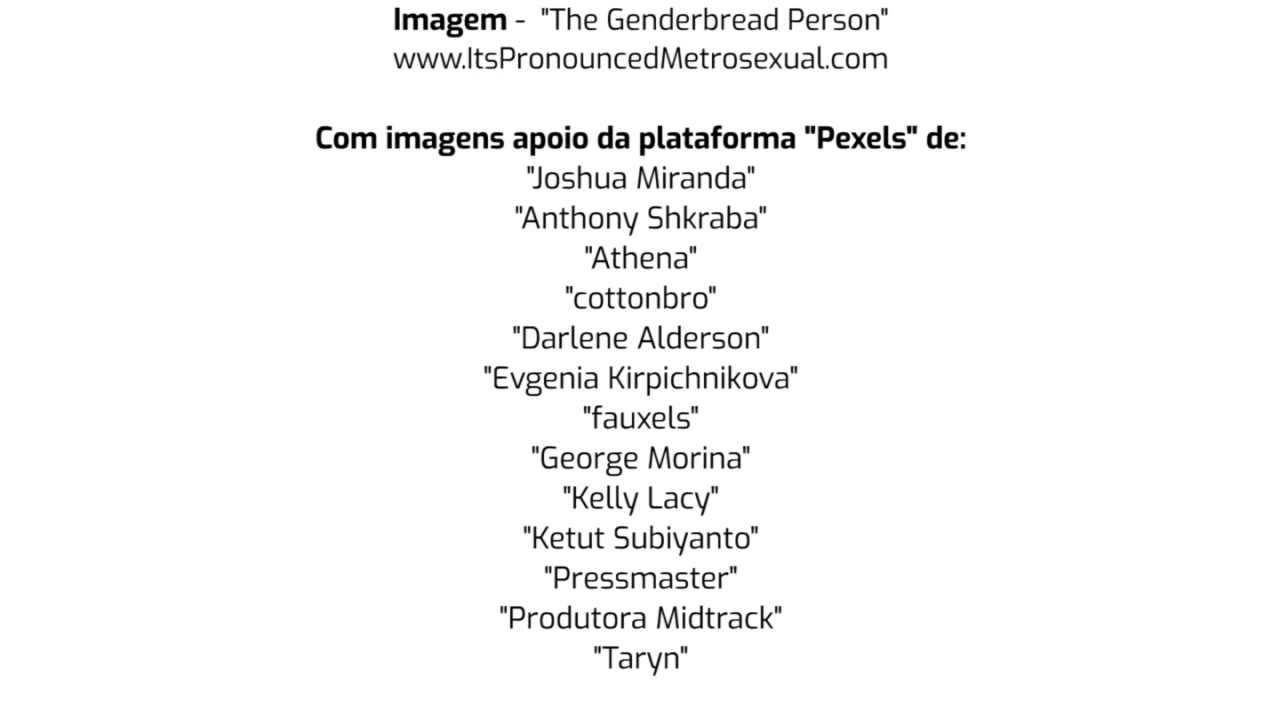 Imagem - "The Genderbread Person"
www.ItsPronouncedMetrosexual.com
Com imagens apoio da plataforma "Pexels" de:
"Joshua Miranda"
"Anthony Shkraba"
"Athena"
"cottonbro"
"Darlene Alderson"
"Evgenia Kirpichnikova"
"fauxels"
"George Morina"
"Kelly Lacy"
"Ketut Subiyanto"
"Pressmaster"
"Produtora Midtrack"
"Taryn"